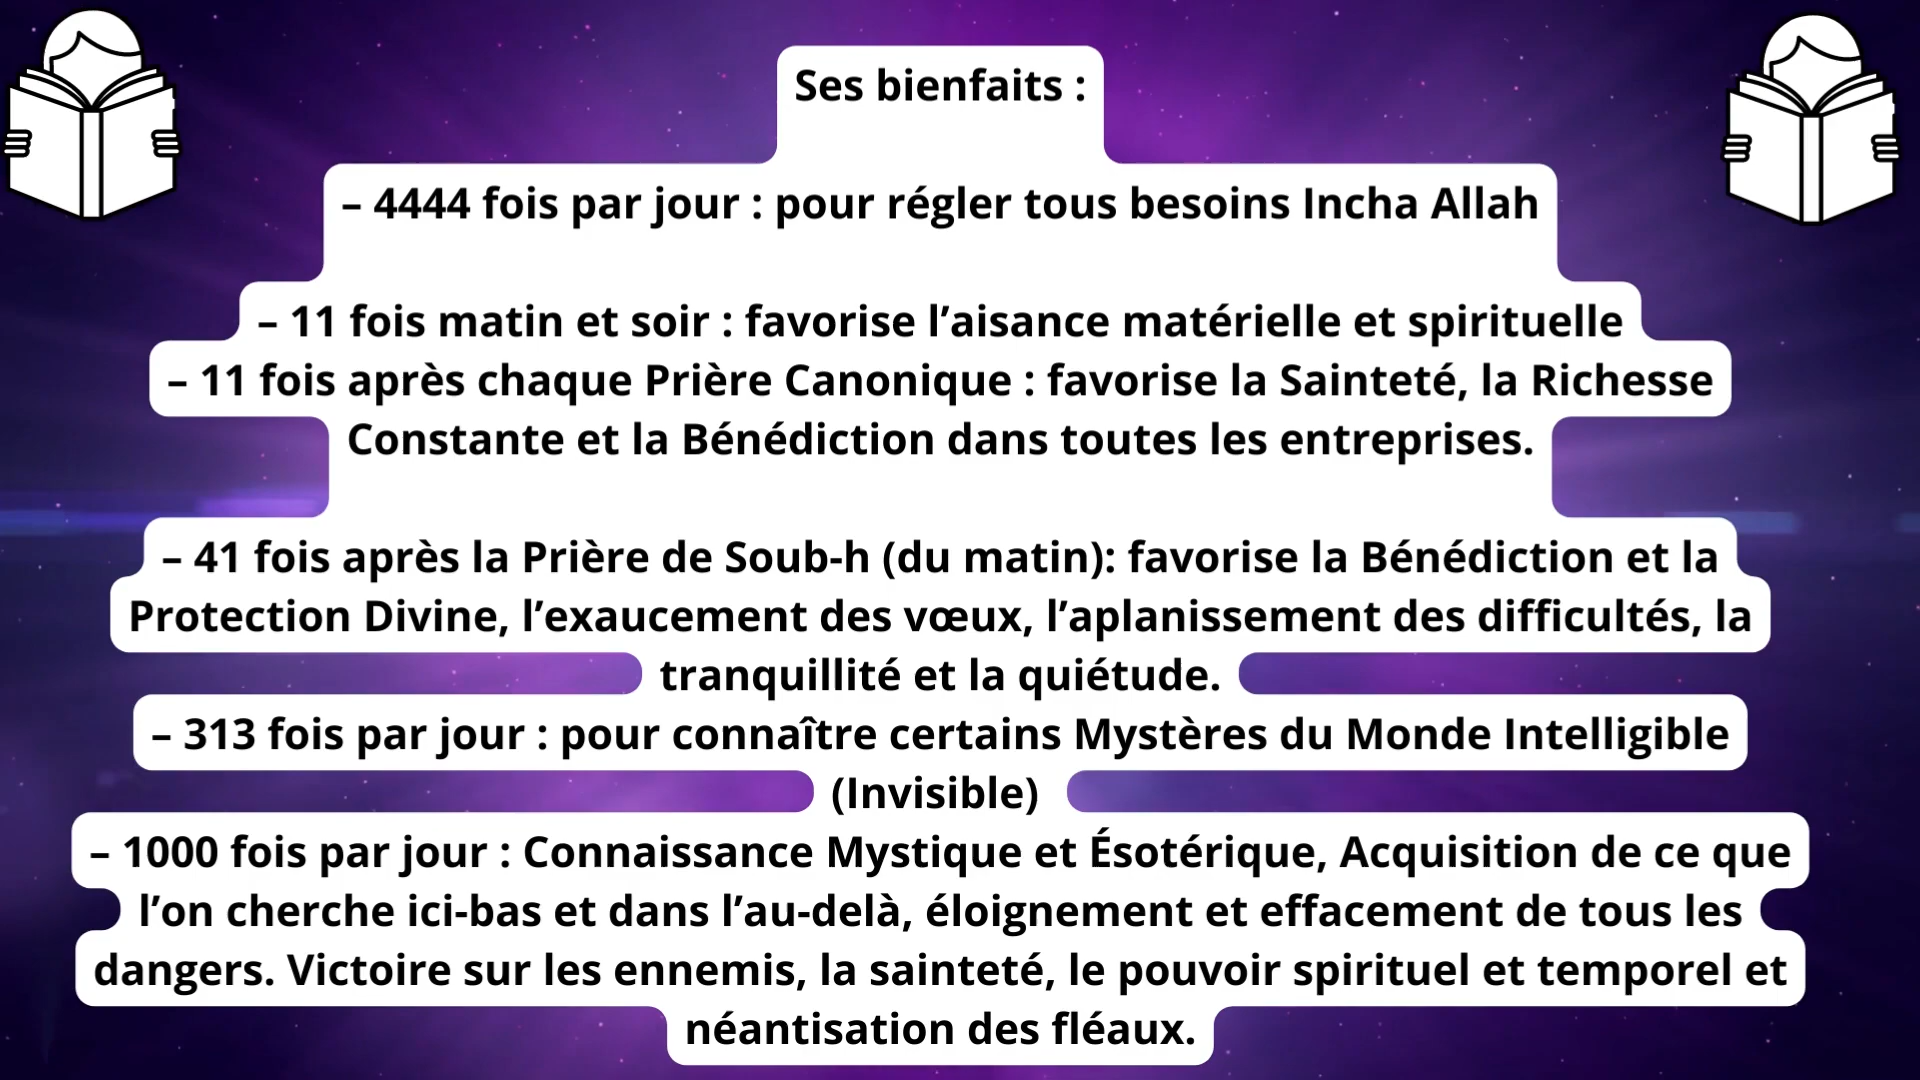 Ses bienfaits :
– 4444 fois par jour : pour régler tous besoins Incha Allah
– 11 fois matin et soir : favorise l’aisance matérielle et spirituelle
– 11 fois après chaque Prière Canonique : favorise la Sainteté, la Richesse
Constante et la Bénédiction dans toutes les entreprises.
– 41 fois après la Prière de Soub-h (du matin): favorise la Bénédiction et la
Protection Divine, l’exaucement des vœux, l’aplanissement des difficultés, la
tranquillité et la quiétude.
– 313 fois par jour : pour connaître certains Mystères du Monde Intelligible
(Invisible)
– 1000 fois par jour : Connaissance Mystique et Ésotérique, Acquisition de ce que
l’on cherche ici-bas et dans l’au-delà, éloignement et effacement de tous les
dangers. Victoire sur les ennemis, la sainteté, le pouvoir spirituel et temporel et
néantisation des fléaux.